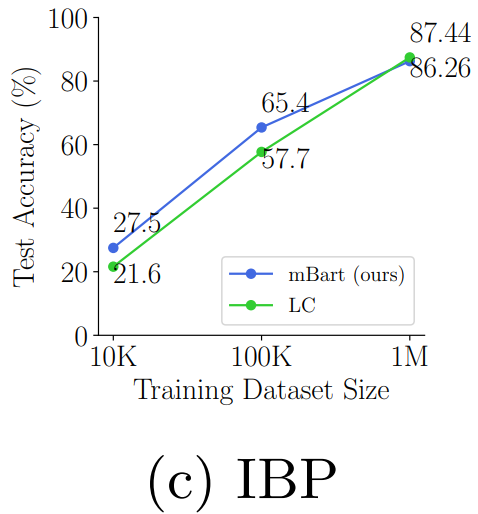 100
80
60
40
20
0
Test Accuracy (%)
87.44
86.26
65.4
57.7
27.5
21.6
mBart (ours)
LC
10K 100K 1M
Training Dataset Size
(c) IBP